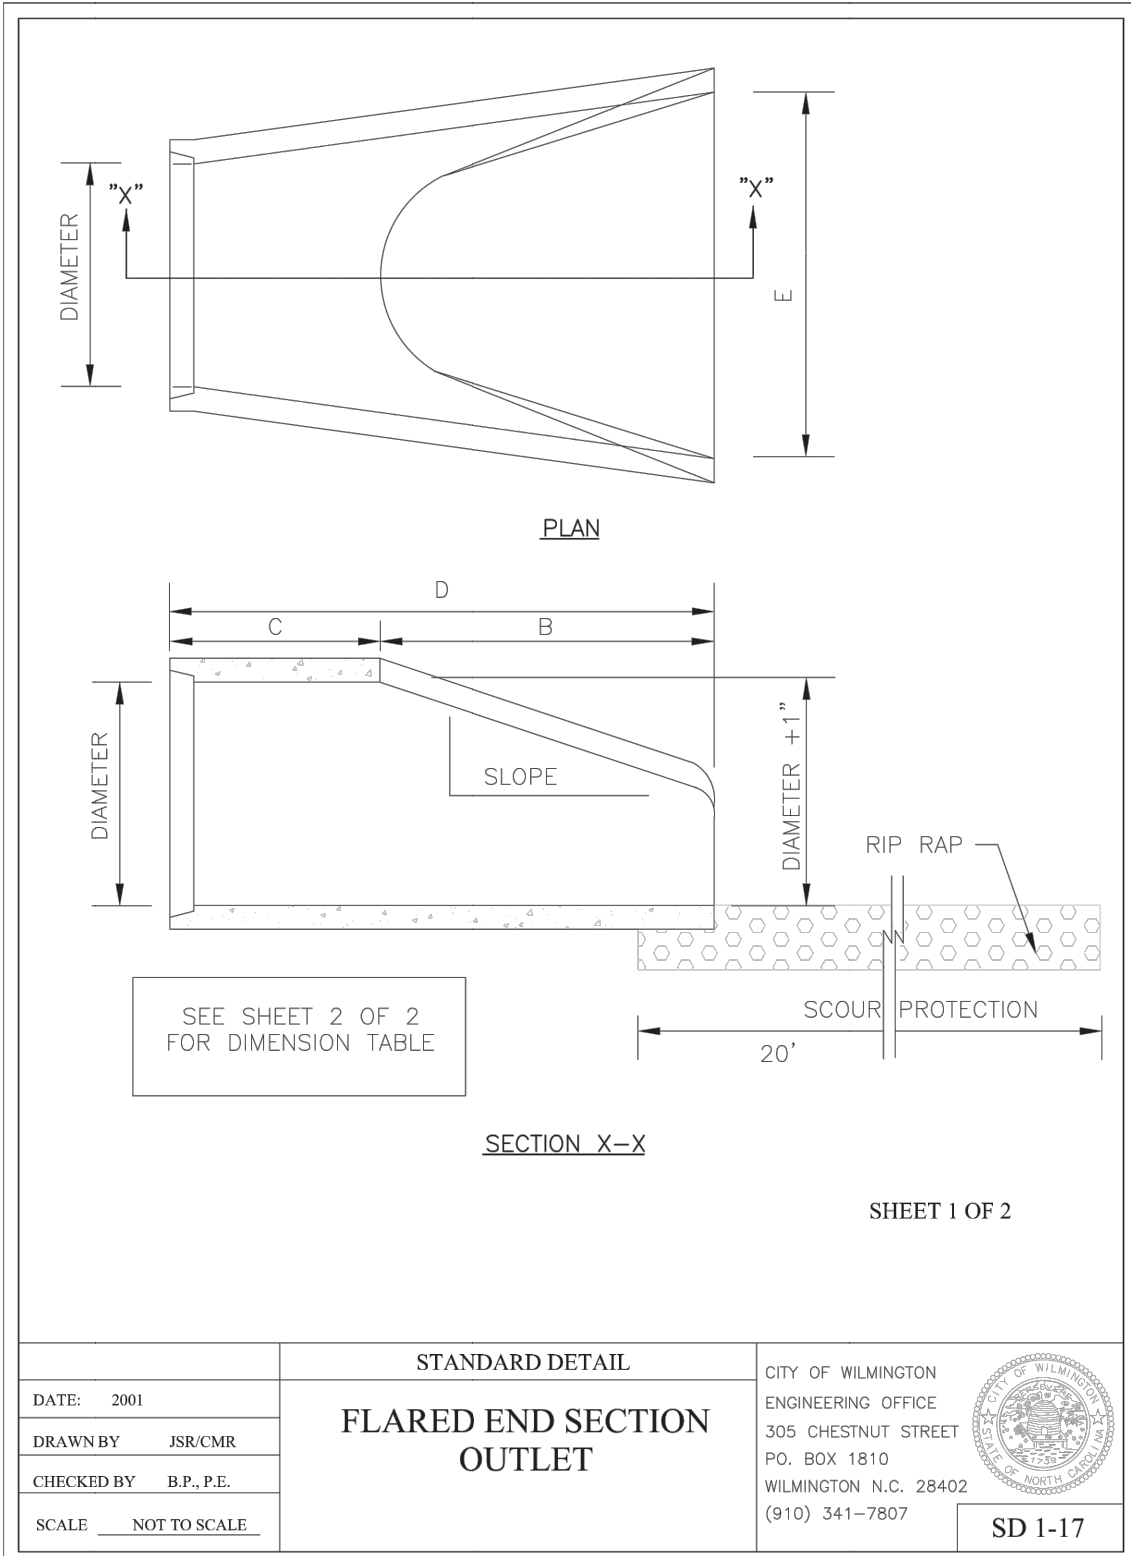 "X"
"X"
DIAMETER
E
PLAN
D
C
B
DIAMETER
SLOPE
DIAMETER +1"
RIP RAP
SCOUR PROTECTION
20'
SEE SHEET 2 OF 2
FOR DIMENSION TABLE
SECTION X-X
SHEET 1 OF 2
STANDARD DETAIL
FLARED END SECTION
OUTLET
DATE: 2001
DRAWN BY JSR/CMR
CHECKED BY B.P., P.E.
SCALE NOT TO SCALE
CITY OF WILMINGTON
ENGINEERING OFFICE
305 CHESTNUT STREET
PO. BOX 1810
WILMINGTON N.C. 28402
(910) 341-7807
CITY OF WILMINGTON
STATE OF NORTH CAROLINA
1739
SD 1-17